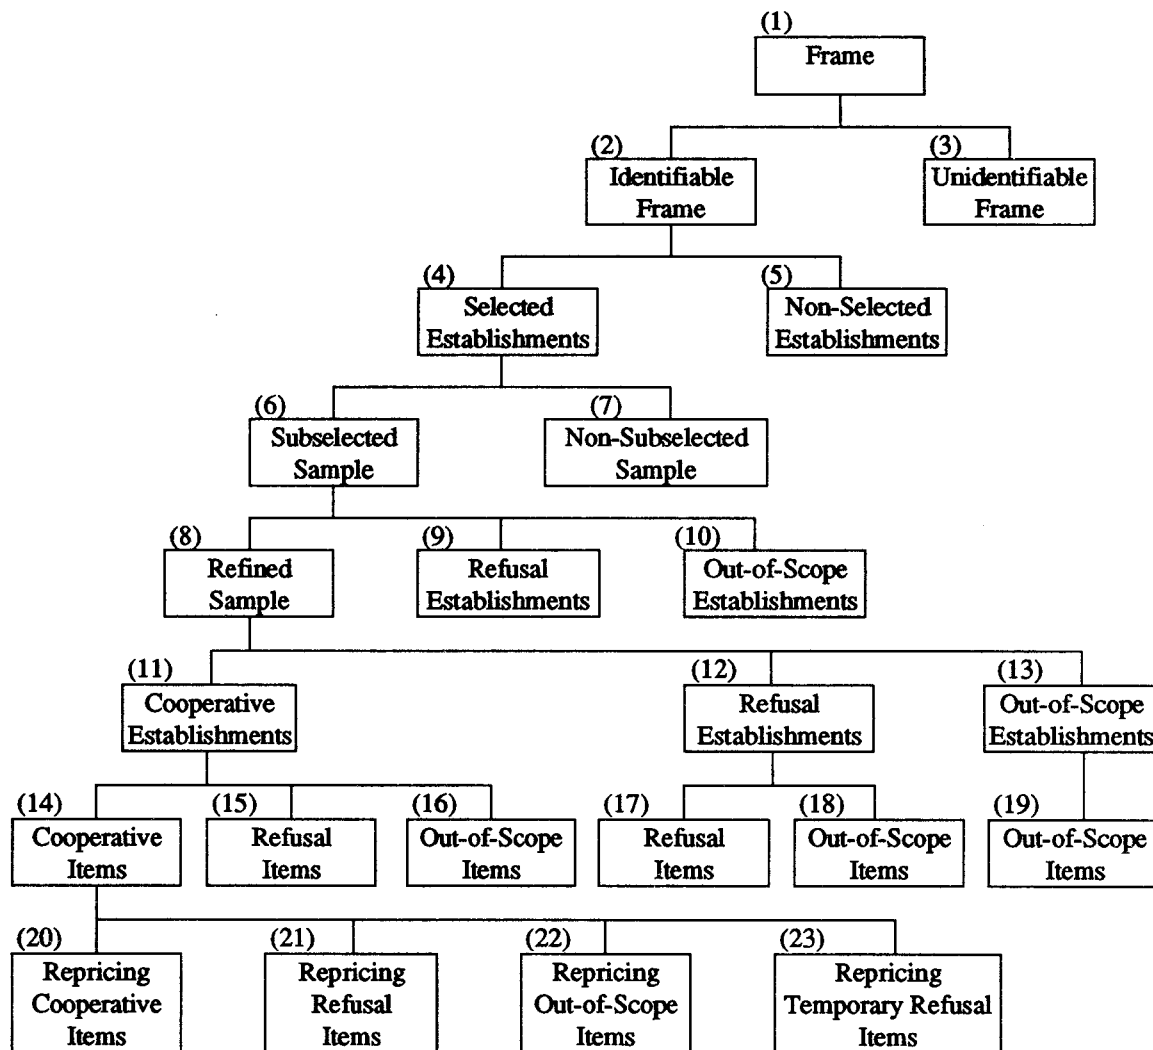 (1)
Frame
(2)
Identifiable
Frame
(3)
Unidentifiable
Frame
(4)
Selected
Establishments
(5)
Non-Selected
Establishments
(6)
Subselected
Sample
(7)
Non-Subselected
Sample
(8)
Refined
Sample
(9)
Refusal
Establishments
(10)
Out-of-Scope
Establishments
(11)
Cooperative
Establishments
(12)
Refusal
Establishments
(13)
Out-of-Scope
Establishments
(14)
Cooperative
Items
(15)
Refusal
Items
(16)
Out-of-Scope
Items
(17)
Refusal
Items
(18)
Out-of-Scope
Items
(19)
Out-of-Scope
Items
(20)
Repricing
Cooperative
Items
(21)
Repricing
Refusal
Items
(22)
Repricing
Out-of-Scope
Items
(23)
Repricing
Temporary Refusal
Items